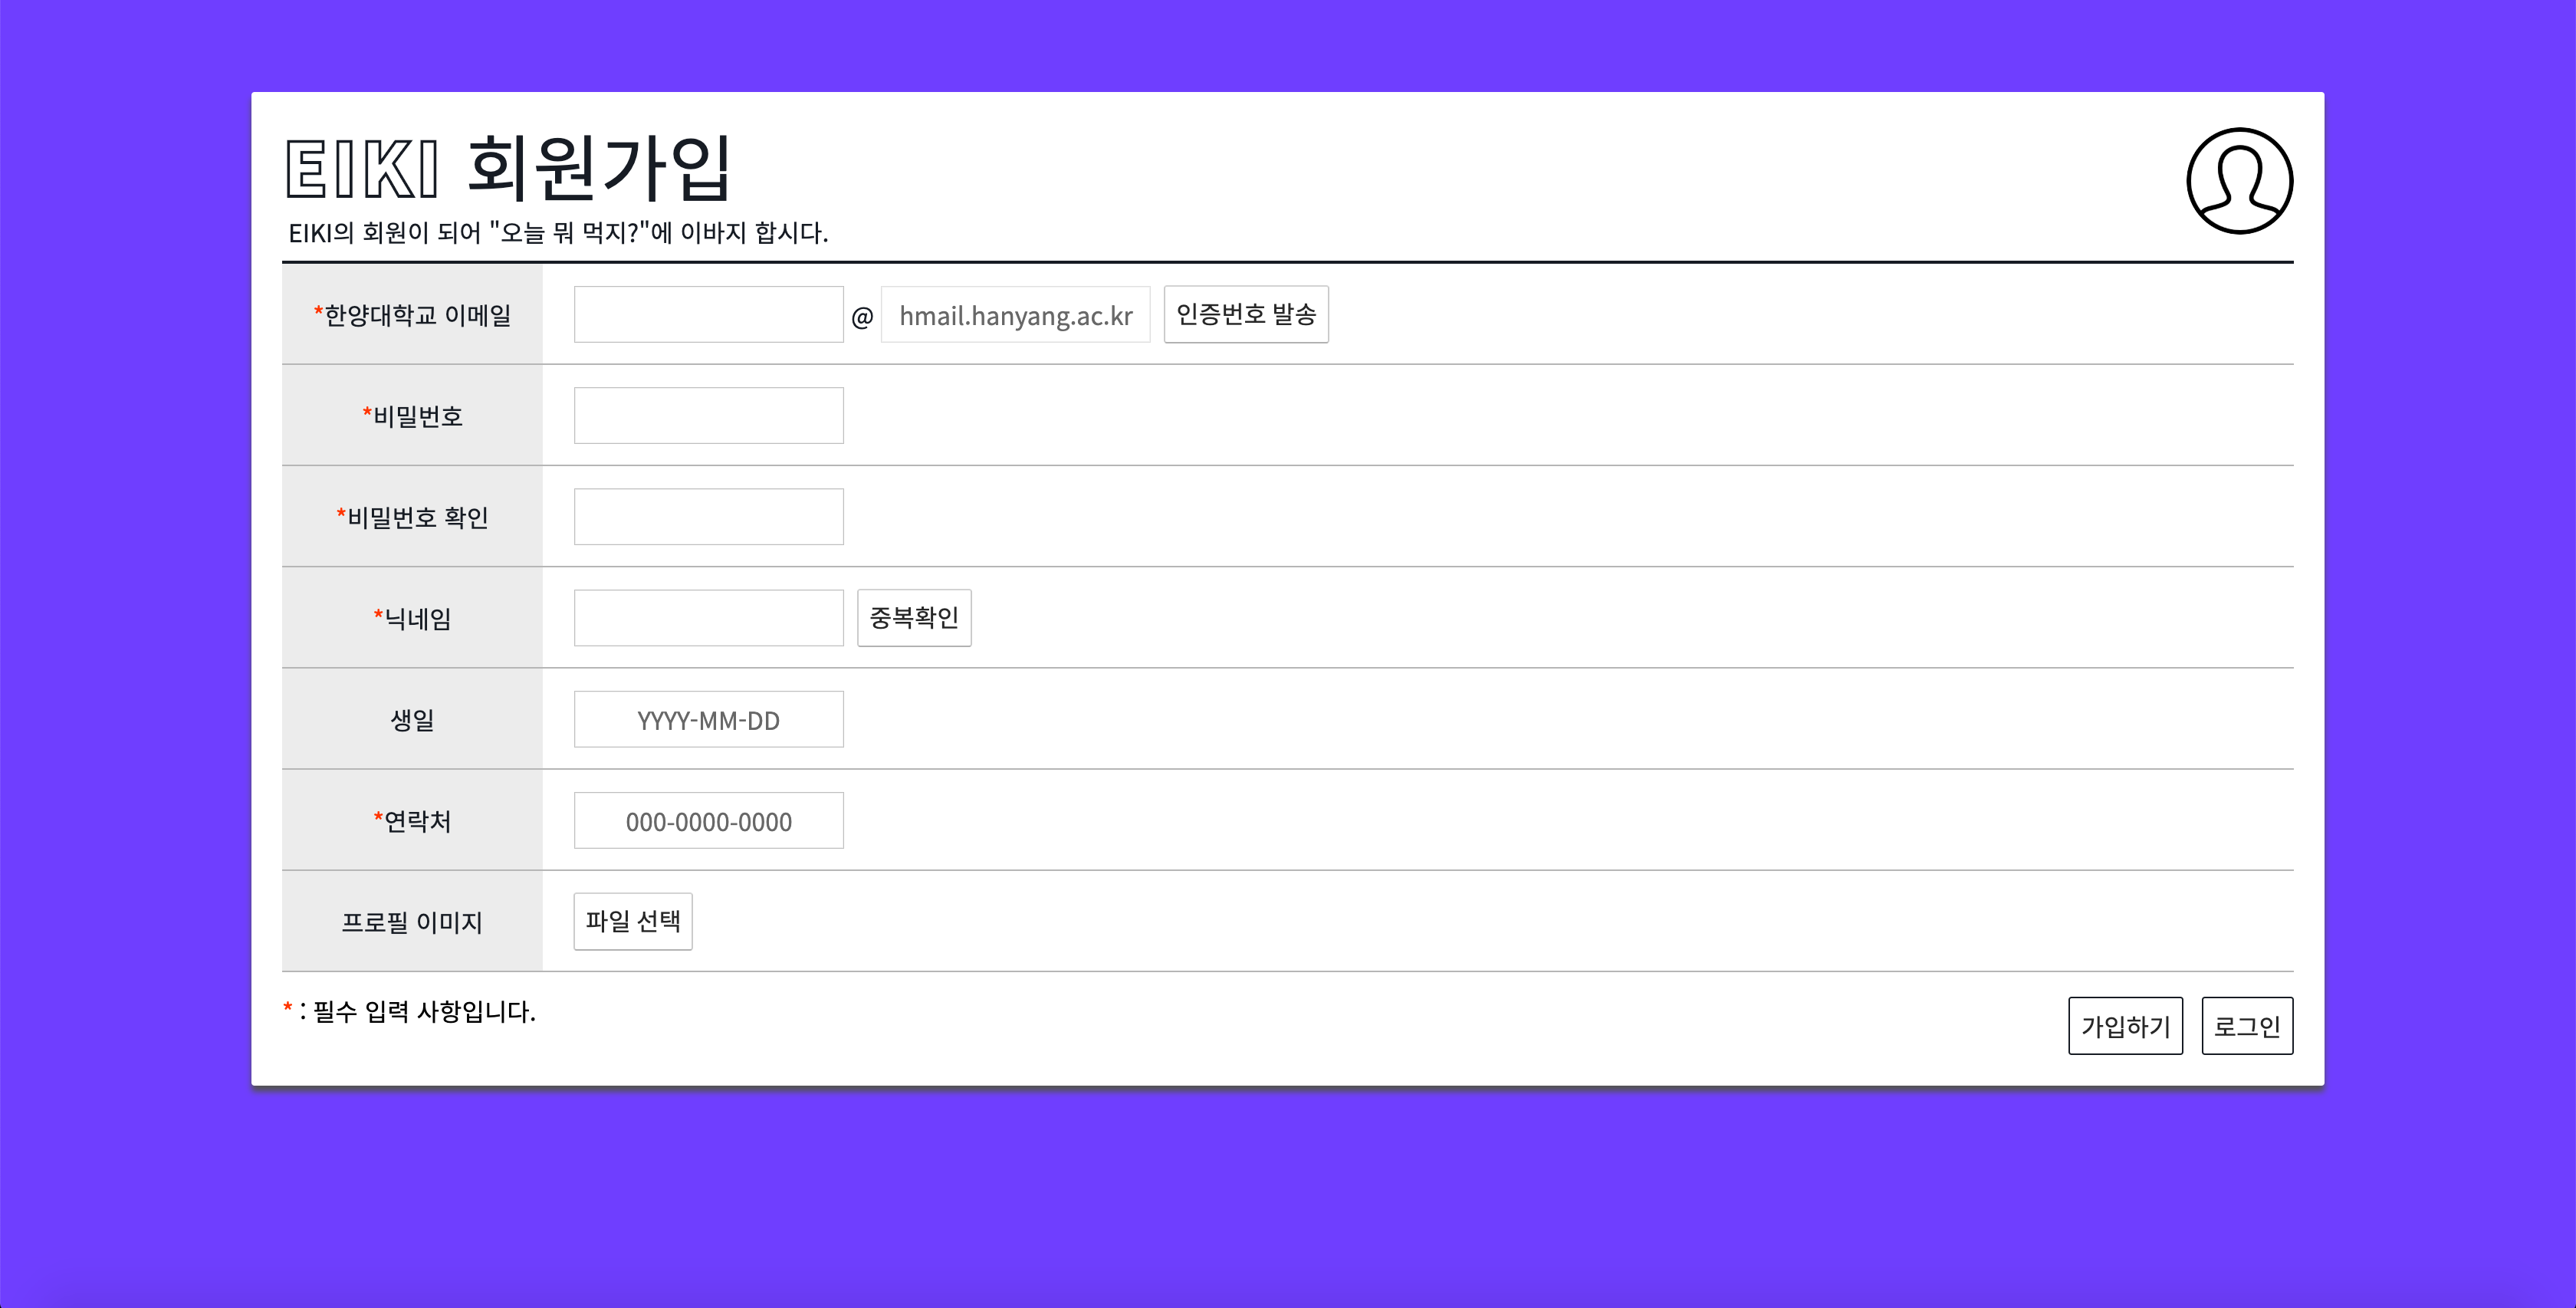 EIKI 회원가입
EIKI의 회원이 되어 "오늘 뭐 먹지?"에 이바지 합시다.
*한양대학교 이메일 @ hmail.hanyang.ac.kr 인증번호 발송
*비밀번호
*비밀번호 확인
*닉네임 중복확인
생일 YYYY-MM-DD
*연락처 000-0000-0000
프로필 이미지 파일 선택
* : 필수 입력 사항입니다.
가입하기 로그인